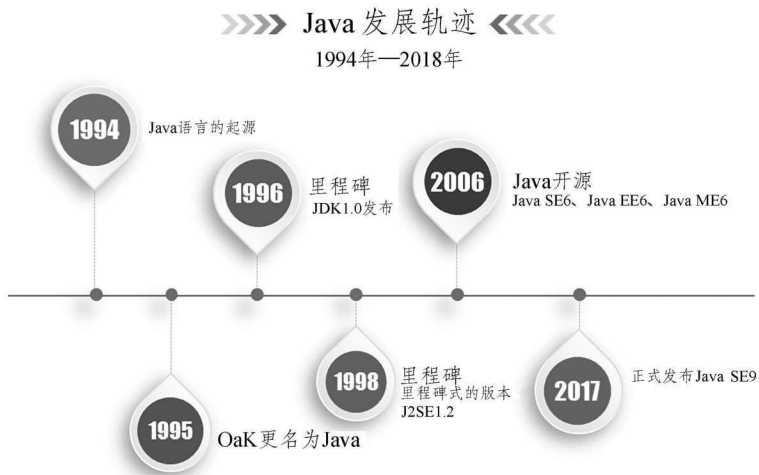 Java 发展轨迹
1994年—2018年
1994
Java语言的起源
1996
里程碑
JDK1.0发布
2006
Java开源
Java SE6、Java EE6、Java ME6
1995
OaK更名为Java
1998
里程碑
里程碑式的版本
J2SE1.2
2017
正式发布Java SE9